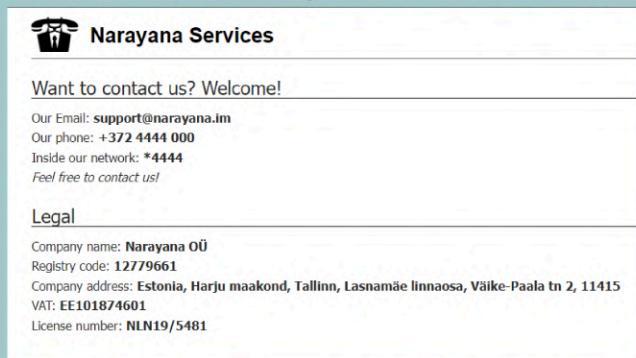 Narayana Services
Want to contact us? Welcome!
Our Email: support@narayana.im
Our phone: +372 4444 000
Inside our network: *4444
Feel free to contact us!
Legal
Company name: Narayana OÜ
Registry code: 12779661
Company address: Estonia, Harju maakond, Tallinn, Lasnamäe linnaosa, Väike-Paala tn 2, 11415
VAT: EE101874601
License number: NLN19/5481